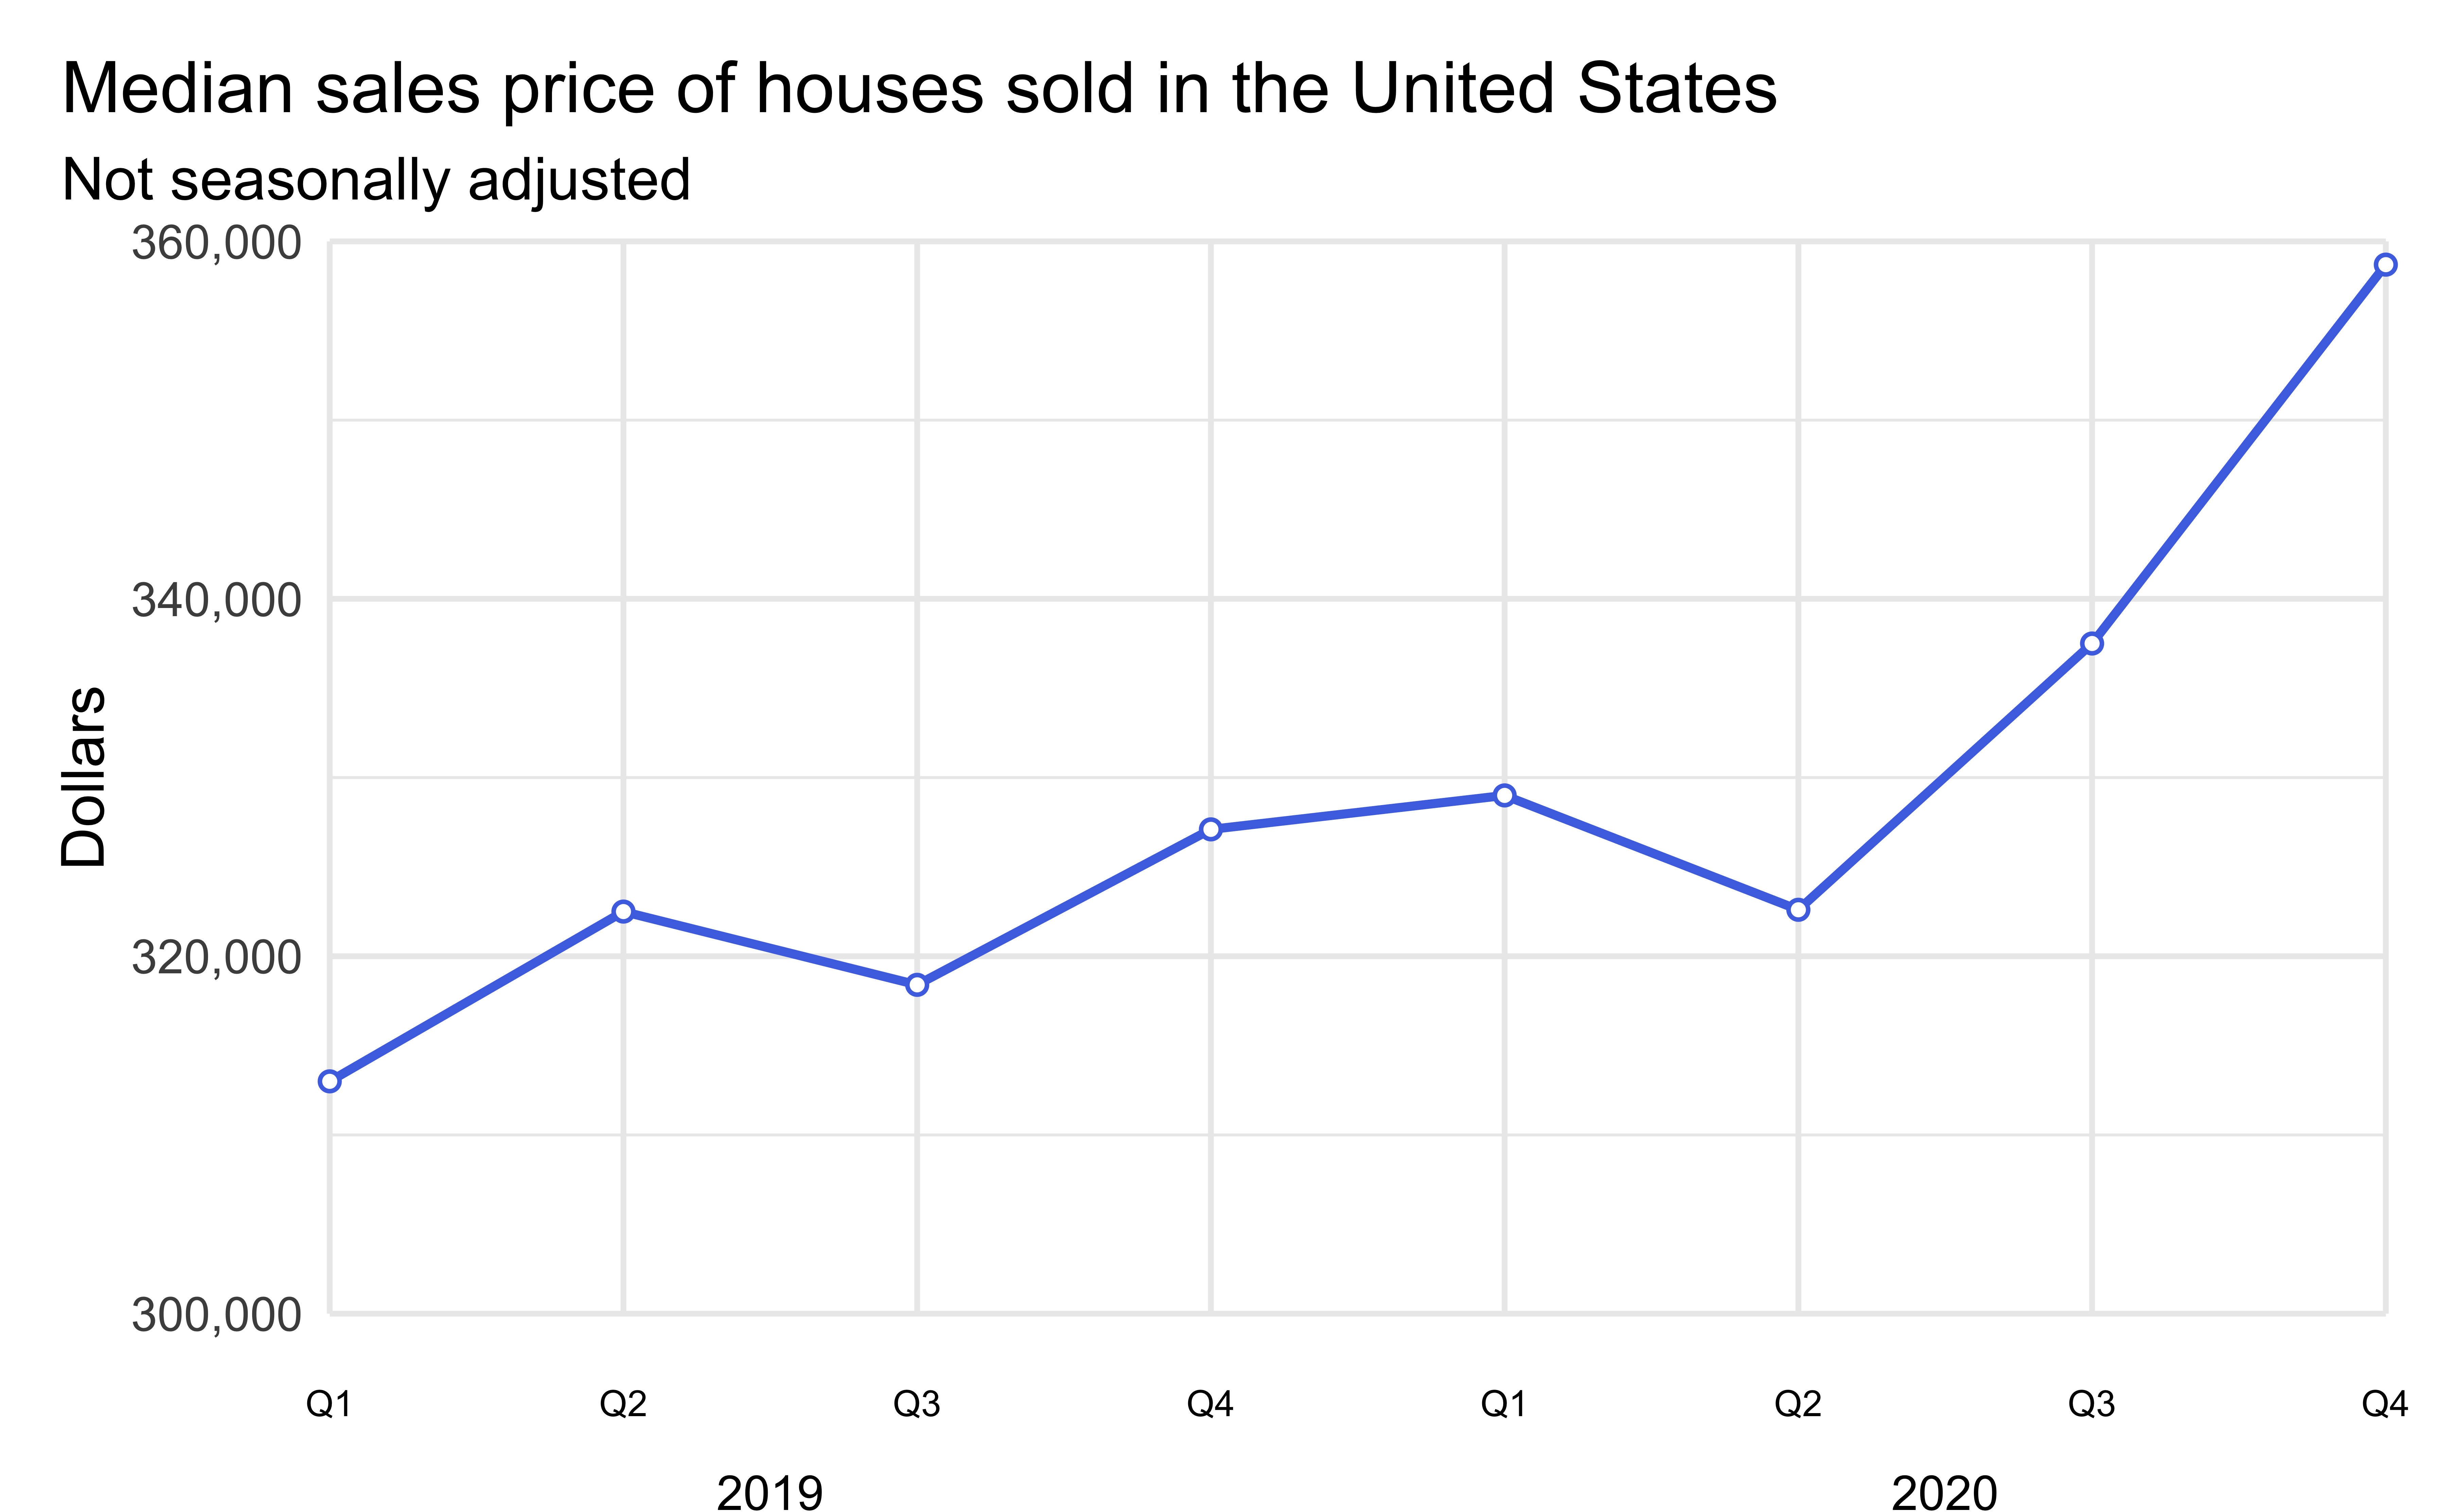 Median sales price of houses sold in the United States
Not seasonally adjusted
360,000
340,000
320,000
300,000
Dollars
Q1 Q2 Q3 Q4 Q1 Q2 Q3 Q4
2019 2020